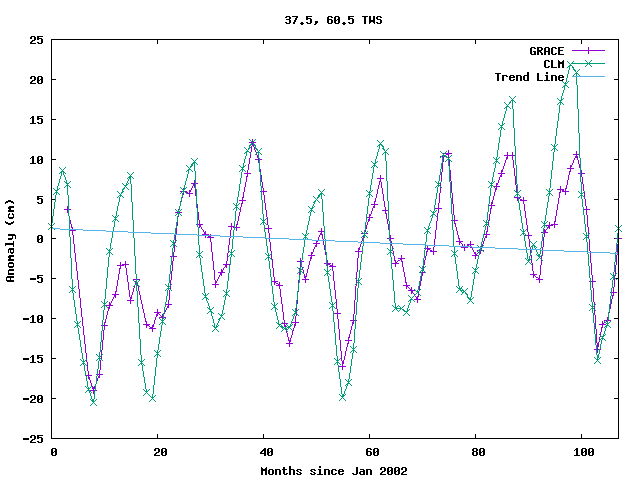 37.5, 60.5 TWS
GRACE
CLM
Trend Line
25
20
15
10
5
0
-5
-10
-15
-20
-25
Anomaly (cm)
0 20 40 60 80 100
Months since Jan 2002